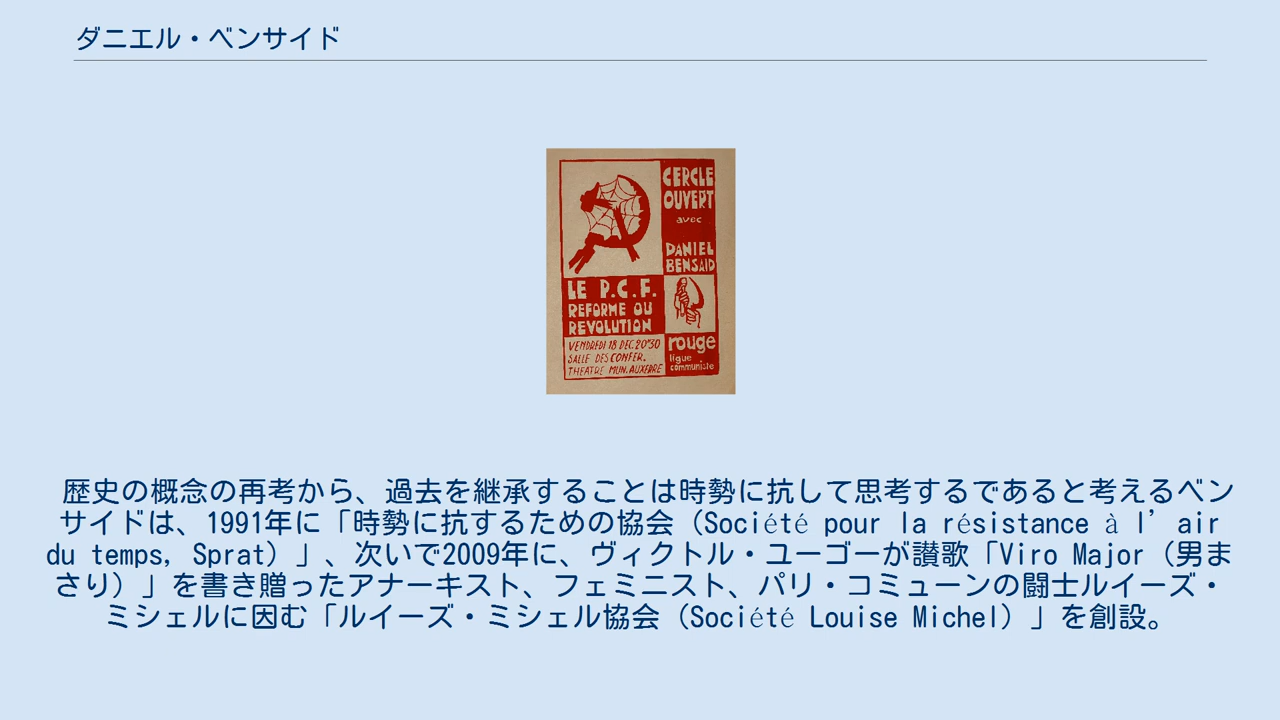 ダニエル・ベンサイド
CERCLE
OUVERT
avec
DANIEL
BENSAID
LE P.C.F.
REFORME OU
REVOLUTION
VENDREDI 18 DEC. 20H30
SALLE DES CONFER.
THEATRE MUN. AUXERRE
rouge
ligue
communiste
歴史の概念の再考から、過去を継承することは時勢に抗して思考するであると考えるベン
サイドは、1991年に「時勢に抗するための協会（Société pour la résistance à l’air
du temps, Sprat）」、次いで2009年に、ヴィクトル・ユーゴーが讃歌「Viro Major（男ま
さり）」を書き贈ったアナーキスト、フェミニスト、パリ・コミューンの闘士ルイーズ・
ミシェルに因む「ルイーズ・ミシェル協会（Société Louise Michel）」を創設。